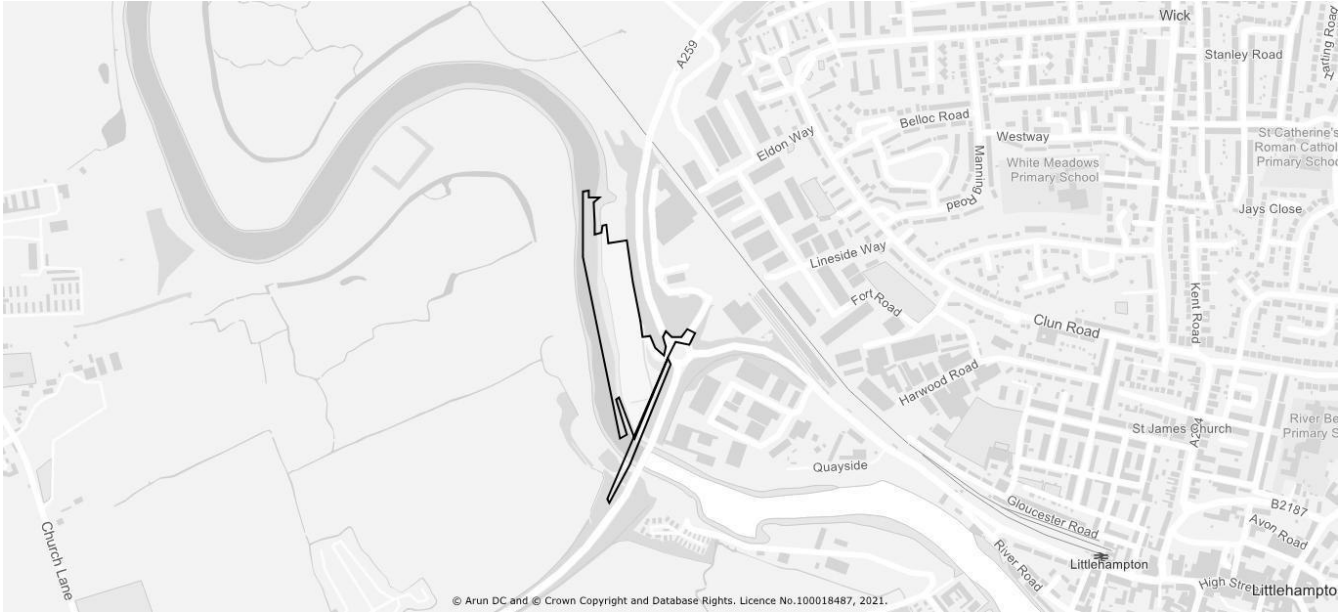 Wick
Stanley Road
A259
Belloc Road
Eldon Way
Westway
St Catherine's
Roman Cathol
Primary Schoo
White Meadows
Primary School
Manning Road
Jays Close
Lineside Way
Fort Road
Kent Road
Clun Road
Harwood Road
St James Church
River Be
Primary S
Quayside
Gloucester Road
B2187
Avon Road
Church Lane
River Road
Littlehampton
High Stre
Littlehampto
© Arun DC and © Crown Copyright and Database Rights. Licence No.100018487, 2021.